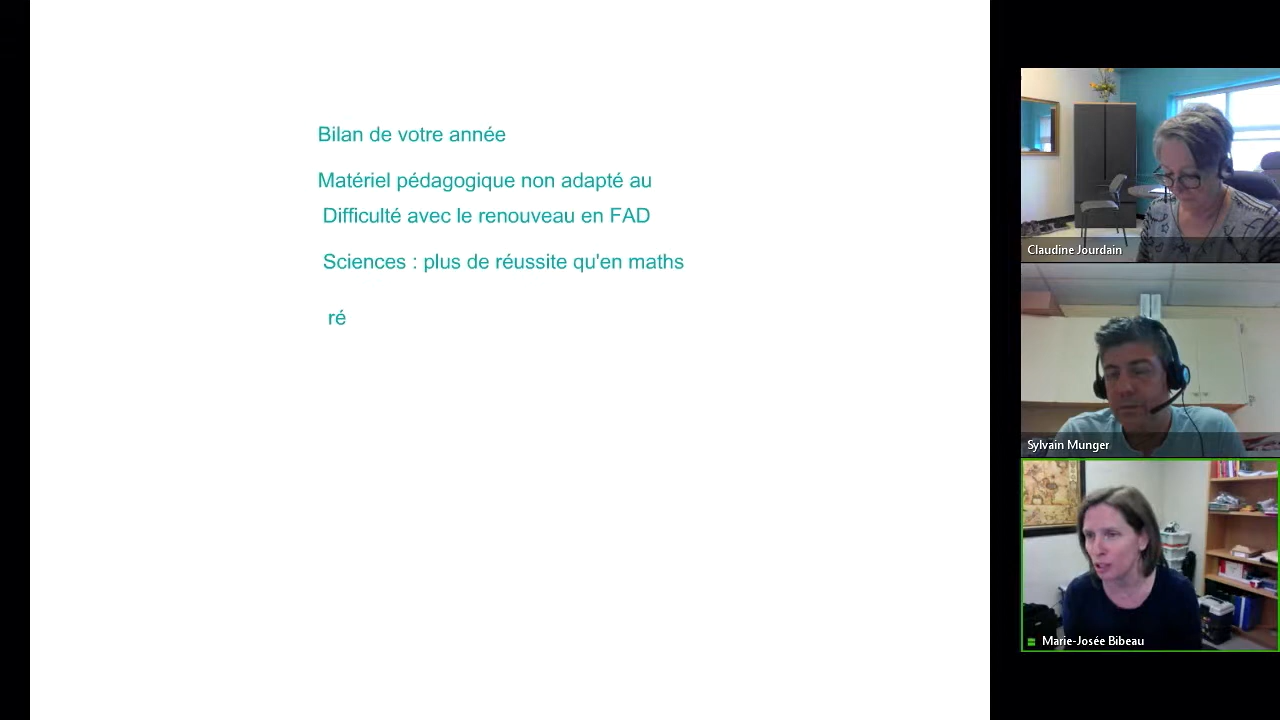 Bilan de votre année
Matériel pédagogique non adapté au
Difficulté avec le renouveau en FAD
Sciences : plus de réussite qu'en maths
ré
Claudine Jourdain
Sylvain Munger
Marie-Josée Bibeau